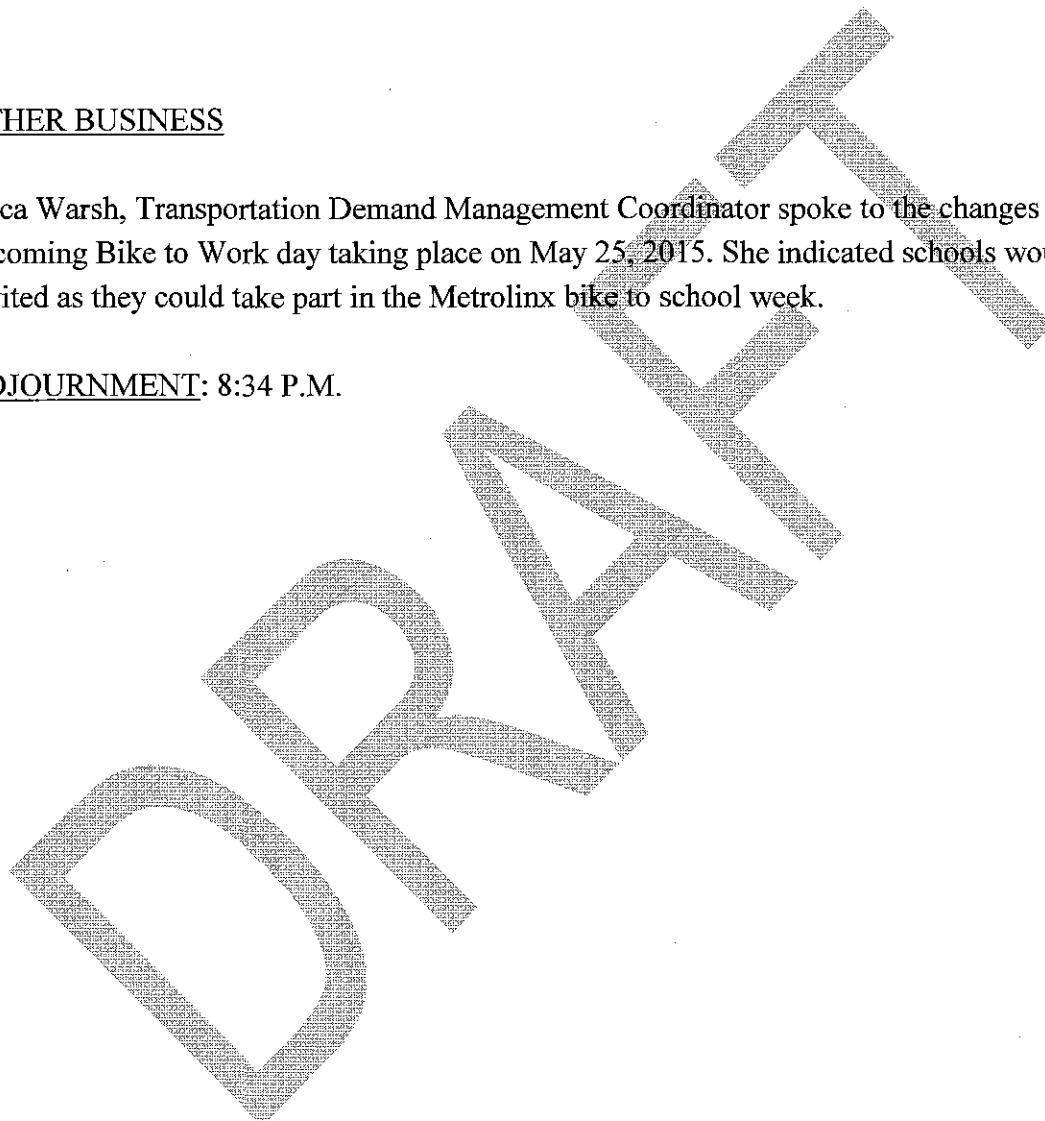 THER BUSINESS
ca Warsh, Transportation Demand Management Coordinator spoke to the changes
coming Bike to Work day taking place on May 25, 2015. She indicated schools wou
ited as they could take part in the Metrolinx bike to school week.
DJOURNMENT: 8:34 P.M.
DRAFT